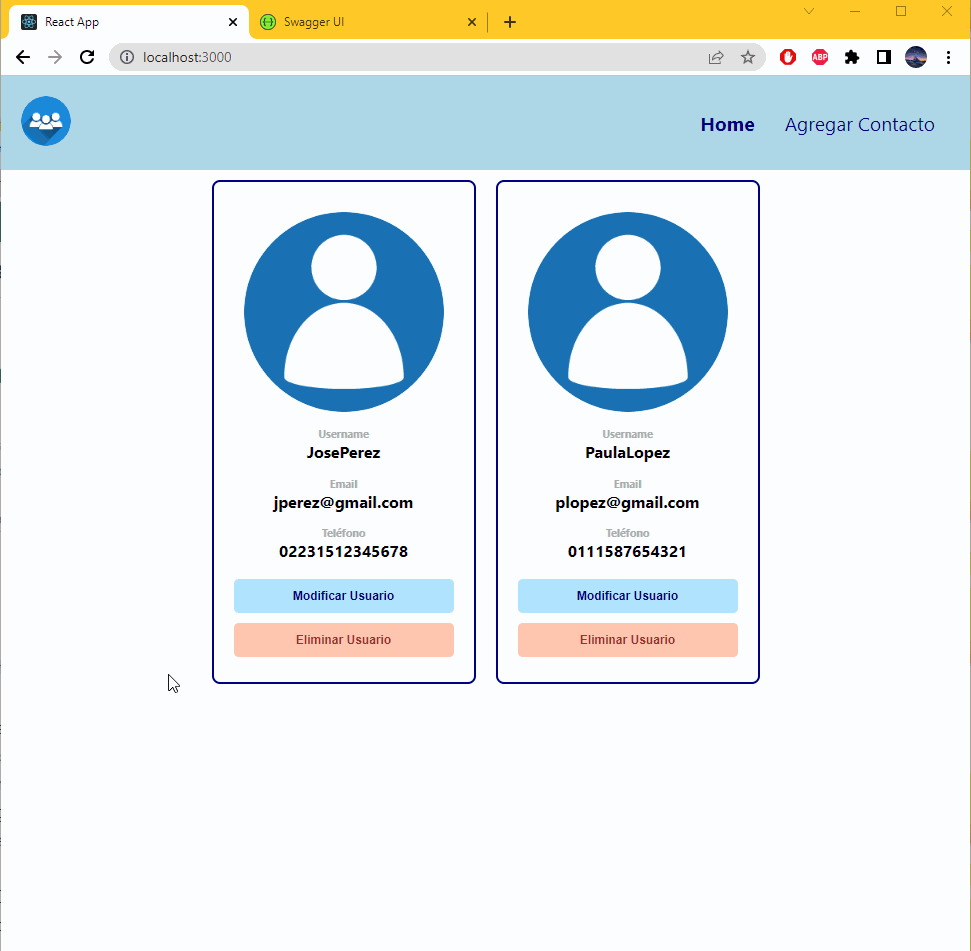 React App
Swagger UI
localhost:3000
ABP
Home
Agregar Contacto
Username
JosePerez
Email
jperez@gmail.com
Teléfono
02231512345678
Modificar Usuario
Eliminar Usuario
Username
PaulaLopez
Email
plopez@gmail.com
Teléfono
0111587654321
Modificar Usuario
Eliminar Usuario